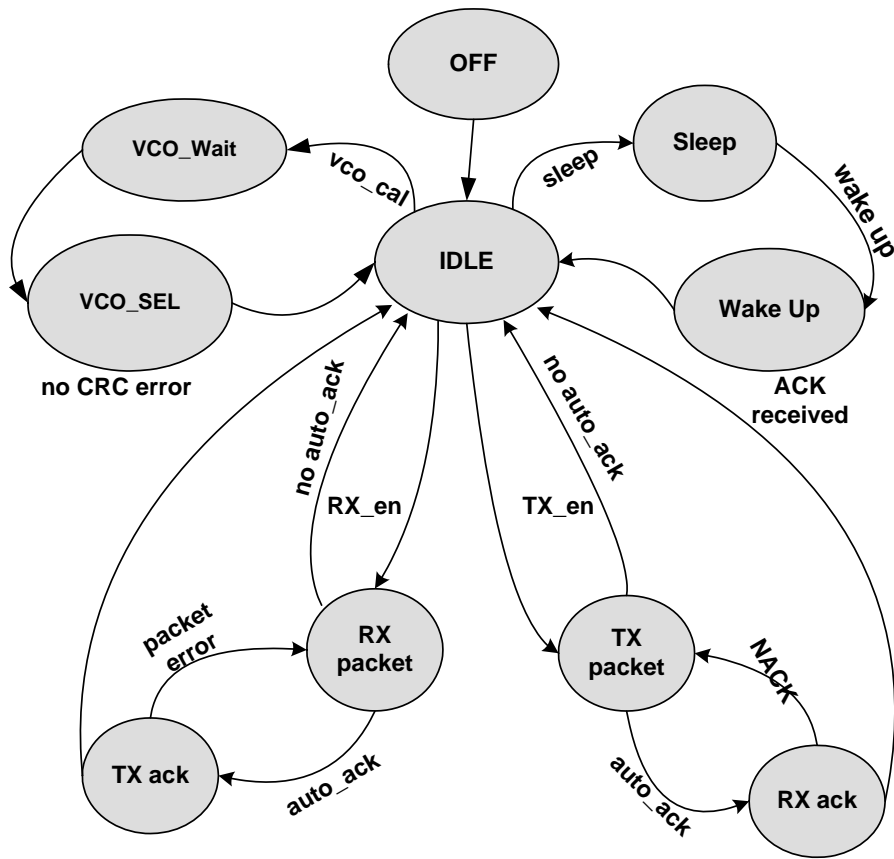 OFF
VCO_Wait
vco_cal
sleep
Sleep
wake up
IDLE
VCO_SEL
Wake Up
no CRC error
ACK
received
no auto_ack
RX_en
TX_en
no auto_ack
packet
error
RX
packet
TX
packet
NACK
TX ack
auto_ack
auto_ack
RX ack